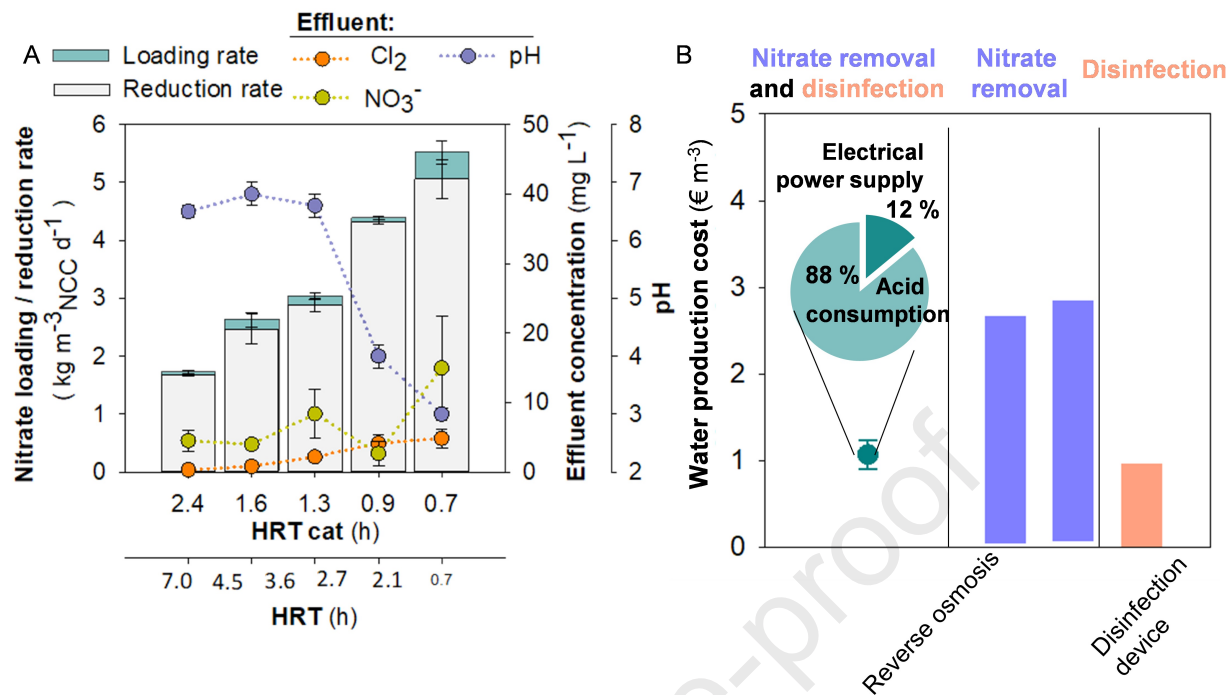 Effluent:
A
Loading rate
Cl2
pH
Reduction rate
NO3-
Nitrate loading / reduction rate
( kg m-3NCC d-1)
6
5
4
3
2
1
0
50
40
30
20
10
0
Effluent concentration (mg L-1)
8
7
6
5
4
3
2
pH
2.4 1.6 1.3 0.9 0.7
HRT cat (h)
7.0 4.5 3.6 2.7 2.1 0.7
HRT (h)
B
Nitrate removal
and disinfection
Nitrate
removal
Disinfection
Water production cost (€ m-3)
5
4
3
2
1
0
Electrical
power supply
12 %
88 %
Acid
consumption
Reverse osmosis
Disinfection
device
e-proof